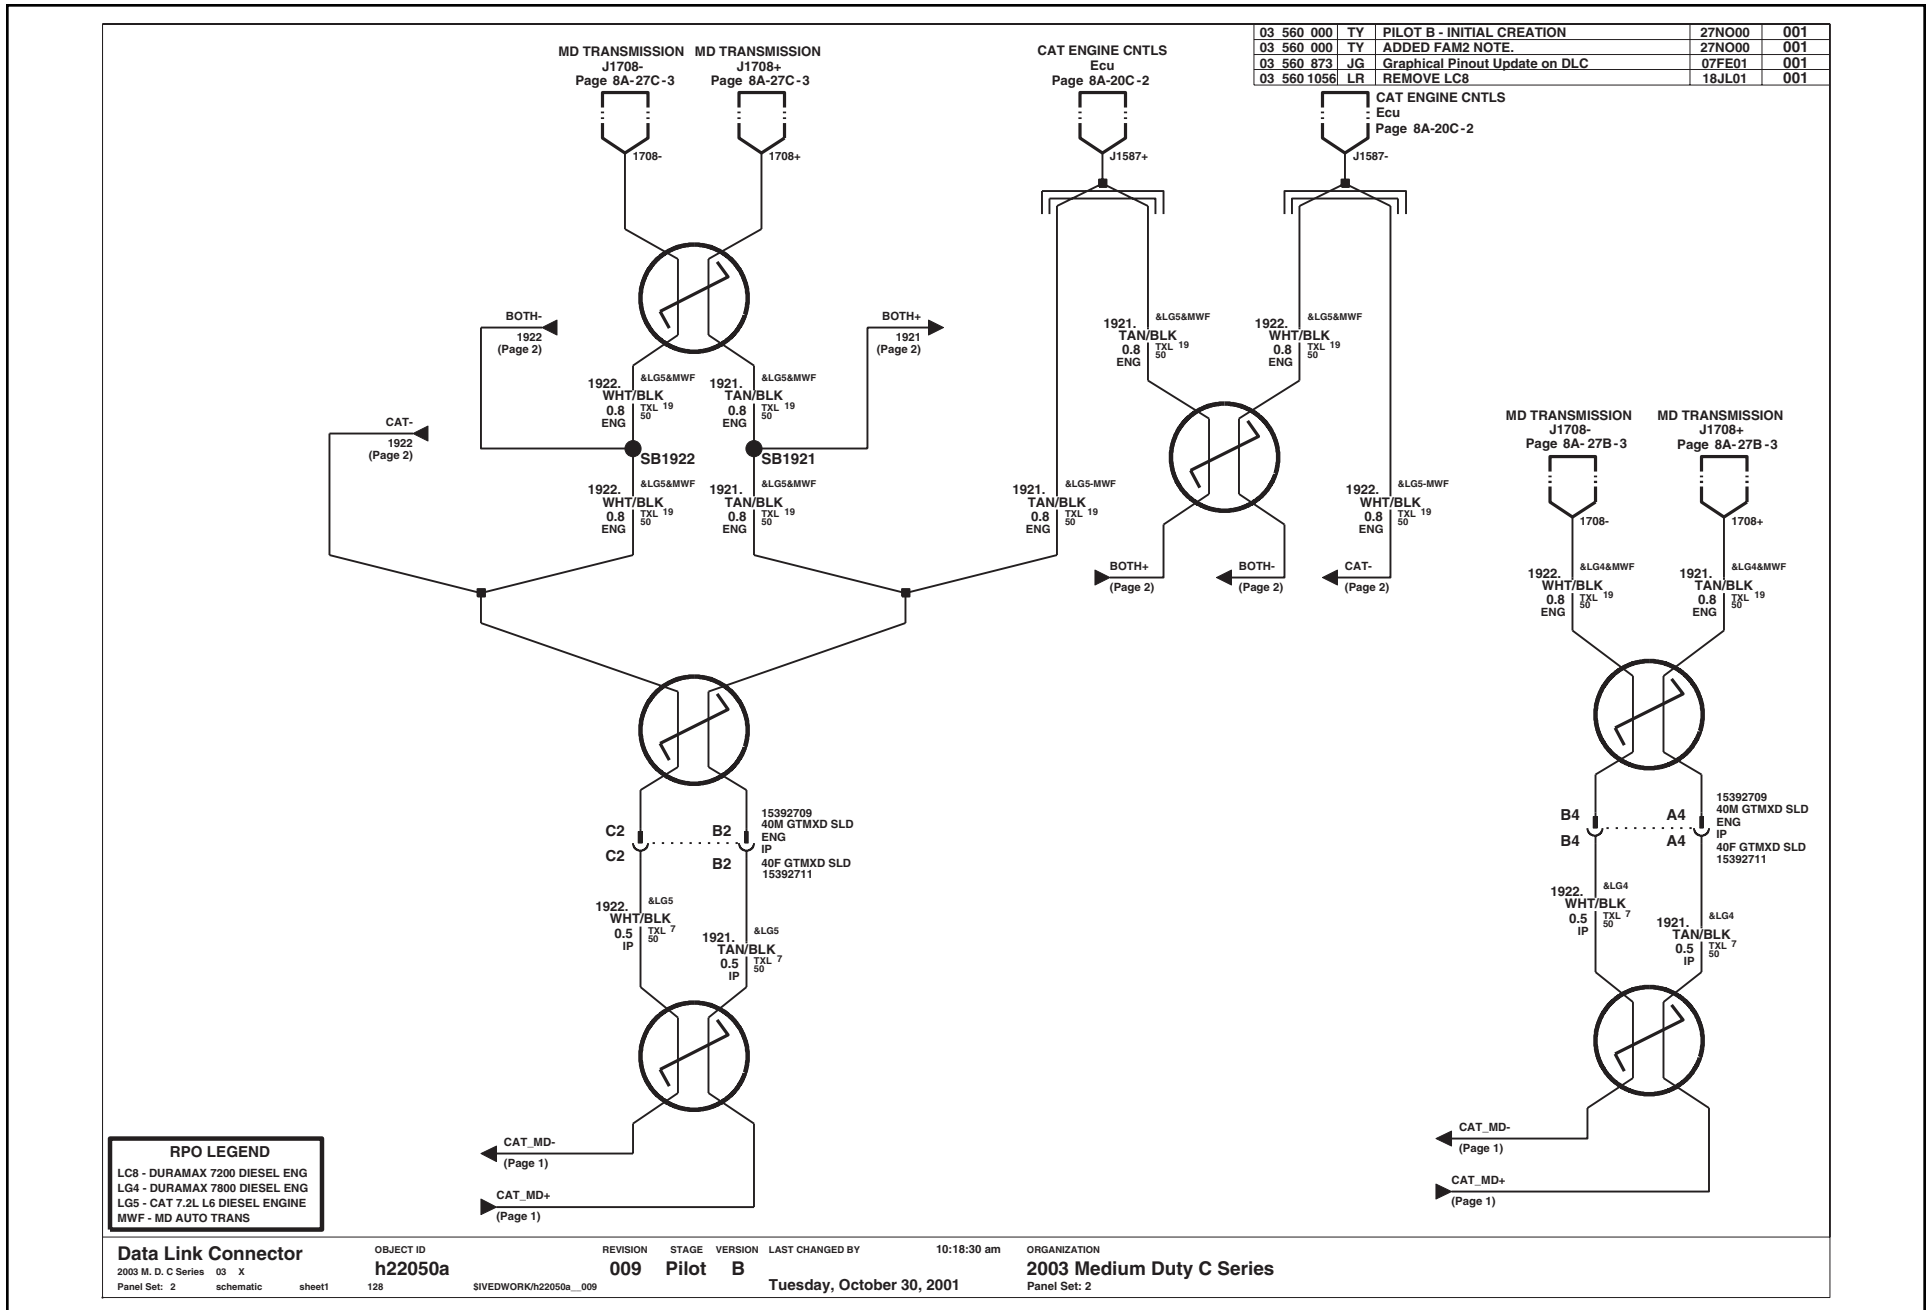 03 560 000 TY PILOT B - INITIAL CREATION 27NO00 001
03 560 000 TY ADDED FAM2 NOTE. 27NO00 001
03 560 873 JG Graphical Pinout Update on DLC 07FE01 001
03 560 1056 LR REMOVE LC8 18JL01 001
MD TRANSMISSION
J1708-
Page 8A-27C-3
1708-
MD TRANSMISSION
J1708+
Page 8A-27C-3
1708+
CAT ENGINE CNTLS
Ecu
Page 8A-20C-2
J1587+
CAT ENGINE CNTLS
Ecu
Page 8A-20C-2
J1587-
BOTH-
1922
(Page 2)
BOTH+
1921
(Page 2)
CAT-
1922
(Page 2)
1922. &LG5&MWF
WHT/BLK
0.8 TXL 19
ENG 50
1921. &LG5&MWF
TAN/BLK
0.8 TXL 19
ENG 50
SB1922
SB1921
1922. &LG5&MWF
WHT/BLK
0.8 TXL 19
ENG 50
1921. &LG5&MWF
TAN/BLK
0.8 TXL 19
ENG 50
1921. &LG5&MWF
TAN/BLK
0.8 TXL 19
ENG 50
1922. &LG5&MWF
WHT/BLK
0.8 TXL 19
ENG 50
1921. &LG5-MWF
TAN/BLK
0.8 TXL 19
ENG 50
1922. &LG5-MWF
WHT/BLK
0.8 TXL 19
ENG 50
BOTH+
(Page 2)
BOTH-
(Page 2)
CAT-
(Page 2)
MD TRANSMISSION
J1708-
Page 8A-27B-3
1708-
MD TRANSMISSION
J1708+
Page 8A-27B-3
1708+
1922. &LG4&MWF
WHT/BLK
0.8 TXL 19
ENG 50
1921. &LG4&MWF
TAN/BLK
0.8 TXL 19
ENG 50
C2 B2
C2 B2
15392709
40M GTMXD SLD
ENG
IP
40F GTMXD SLD
15392711
1922. &LG5
WHT/BLK
0.5 TXL 7
IP 50
1921. &LG5
TAN/BLK
0.5 TXL 7
IP 50
B4 A4
B4 A4
15392709
40M GTMXD SLD
ENG
IP
40F GTMXD SLD
15392711
1922. &LG4
WHT/BLK
0.5 TXL 7
IP 50
1921. &LG4
TAN/BLK
0.5 TXL 7
IP 50
CAT_MD-
(Page 1)
CAT_MD+
(Page 1)
CAT_MD-
(Page 1)
CAT_MD+
(Page 1)
RPO LEGEND
LC8 - DURAMAX 7200 DIESEL ENG
LG4 - DURAMAX 7800 DIESEL ENG
LG5 - CAT 7.2L L6 DIESEL ENGINE
MWF - MD AUTO TRANS
Data Link Connector
2003 M. D. C Series 03 X
Panel Set: 2 schematic sheet1
OBJECT ID
h22050a
128 $IVEDWORK/h22050a__009
REVISION STAGE VERSION LAST CHANGED BY 10:18:30 am
009 Pilot B
Tuesday, October 30, 2001
ORGANIZATION
2003 Medium Duty C Series
Panel Set: 2